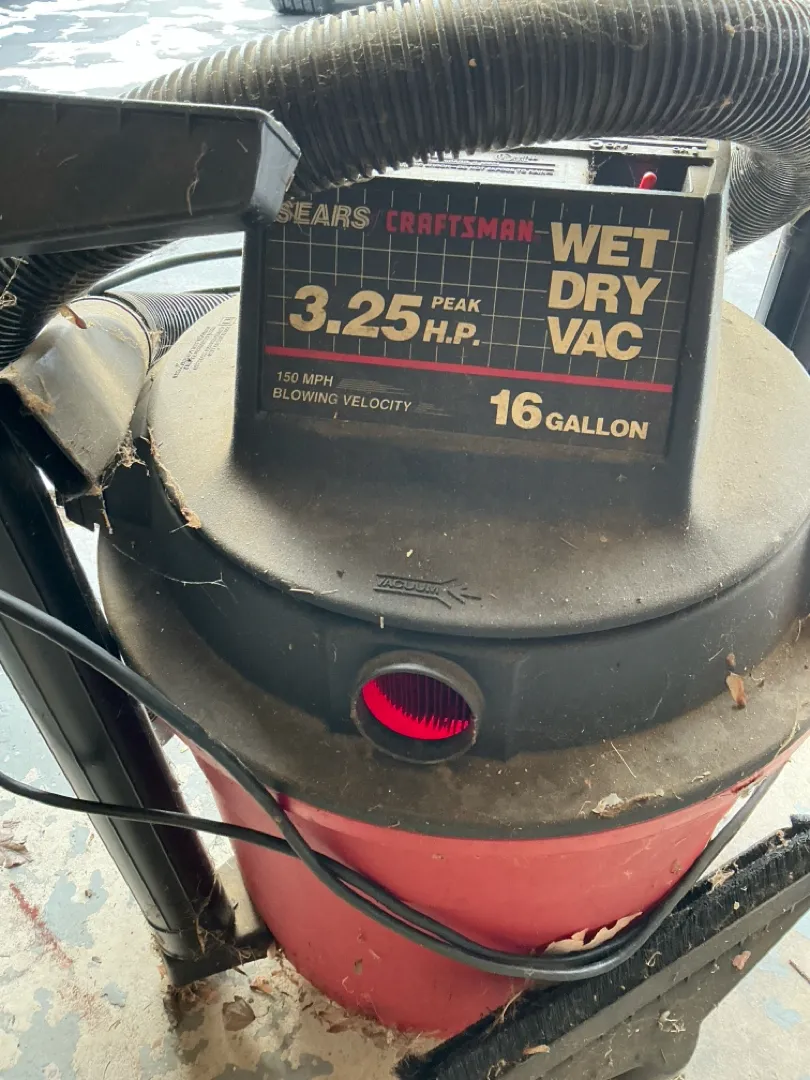 SEARS / CRAFTSMAN
WET
DRY
VAC
3.25 PEAK
H.P.
150 MPH
BLOWING VELOCITY
16 GALLON
VACUUM